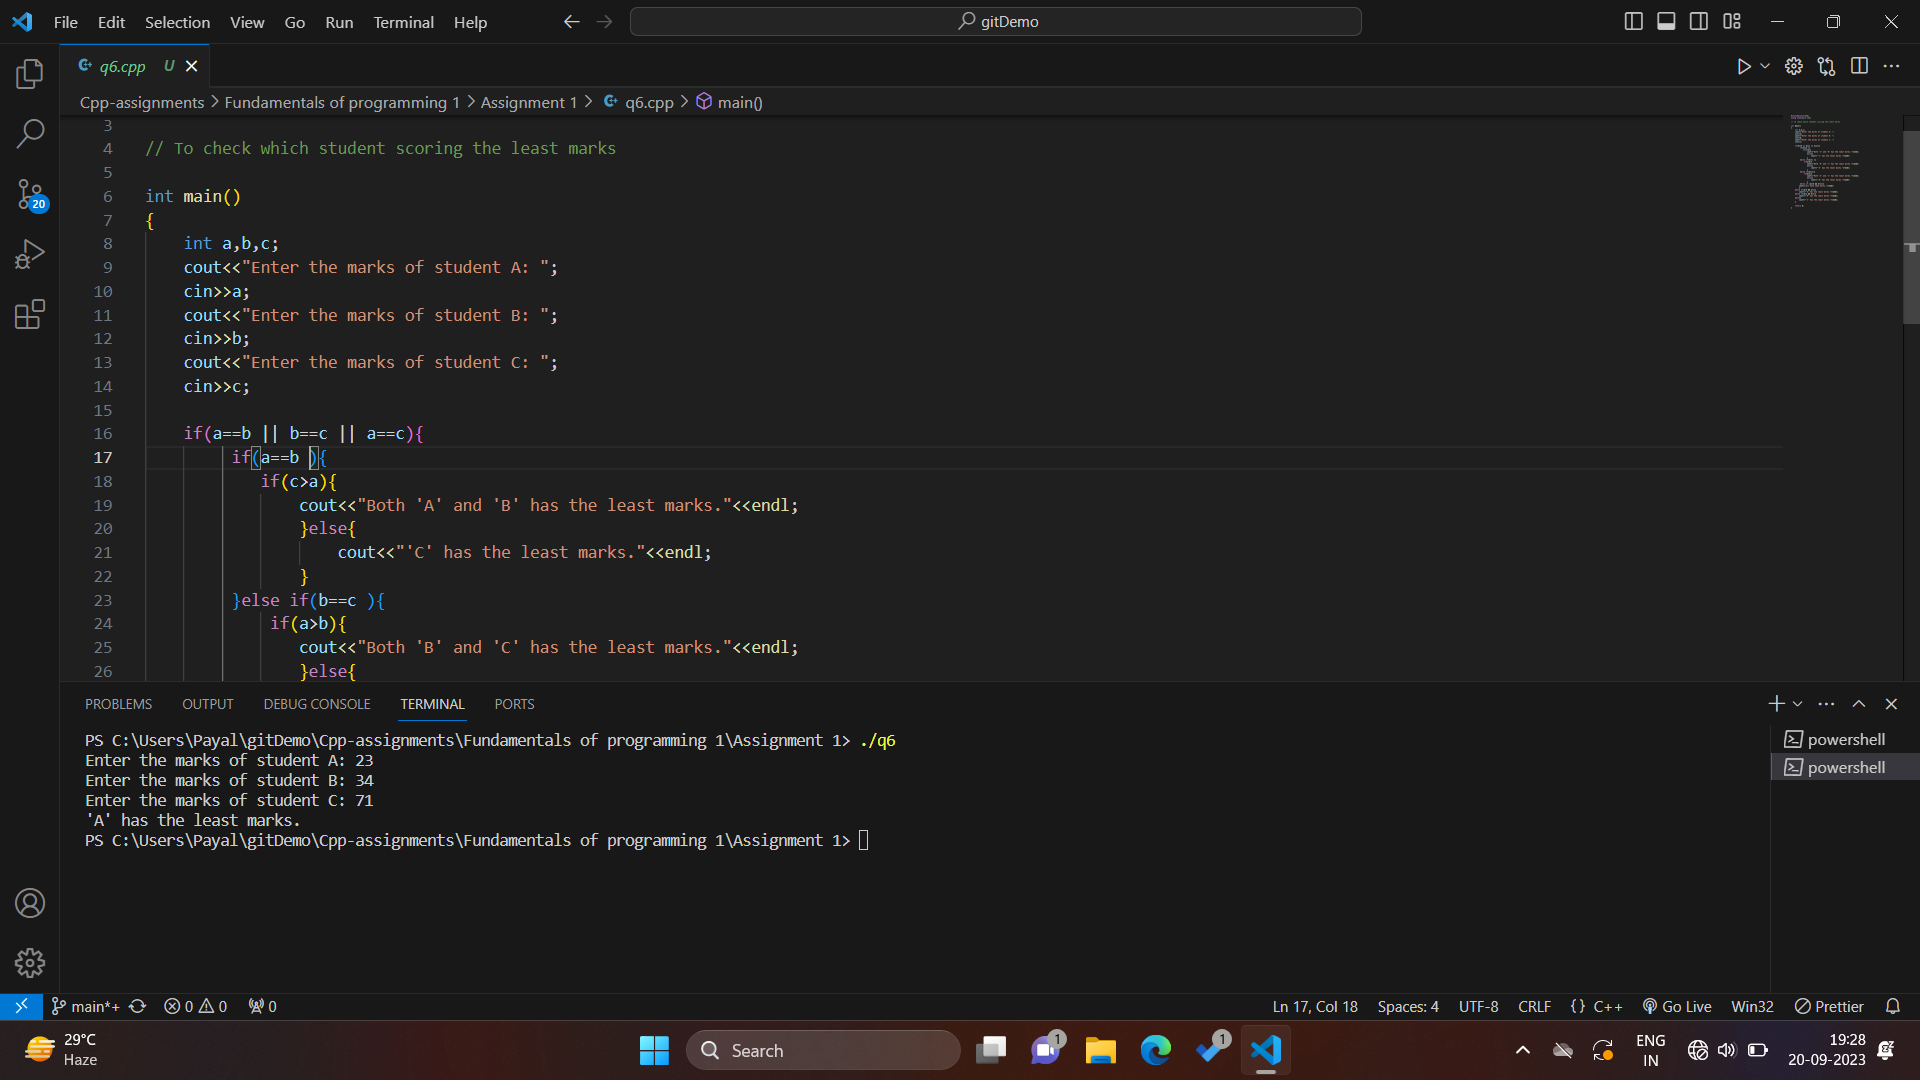 File Edit Selection View Go Run Terminal Help
gitDemo
q6.cpp U
Cpp-assignments > Fundamentals of programming 1 > Assignment 1 > q6.cpp > main()
3
4 // To check which student scoring the least marks
5
6 int main()
7 {
8 int a,b,c;
9 cout<<"Enter the marks of student A: ";
10 cin>>a;
11 cout<<"Enter the marks of student B: ";
12 cin>>b;
13 cout<<"Enter the marks of student C: ";
14 cin>>c;
15
16 if(a==b || b==c || a==c){
17 if(a==b ){
18 if(c>a){
19 cout<<"Both 'A' and 'B' has the least marks."<<endl;
20 }else{
21 cout<<"'C' has the least marks."<<endl;
22 }
23 }else if(b==c ){
24 if(a>b){
25 cout<<"Both 'B' and 'C' has the least marks."<<endl;
26 }else{
20
PROBLEMS OUTPUT DEBUG CONSOLE TERMINAL PORTS
PS C:\Users\Payal\gitDemo\Cpp-assignments\Fundamentals of programming 1\Assignment 1> ./q6
Enter the marks of student A: 23
Enter the marks of student B: 34
Enter the marks of student C: 71
'A' has the least marks.
PS C:\Users\Payal\gitDemo\Cpp-assignments\Fundamentals of programming 1\Assignment 1>
powershell
powershell
main*+ 0 0 0
Ln 17, Col 18 Spaces: 4 UTF-8 CRLF {} C++ Go Live Win32 Prettier
29°C
Haze
Search
1
1
ENG
IN
19:28
20-09-2023